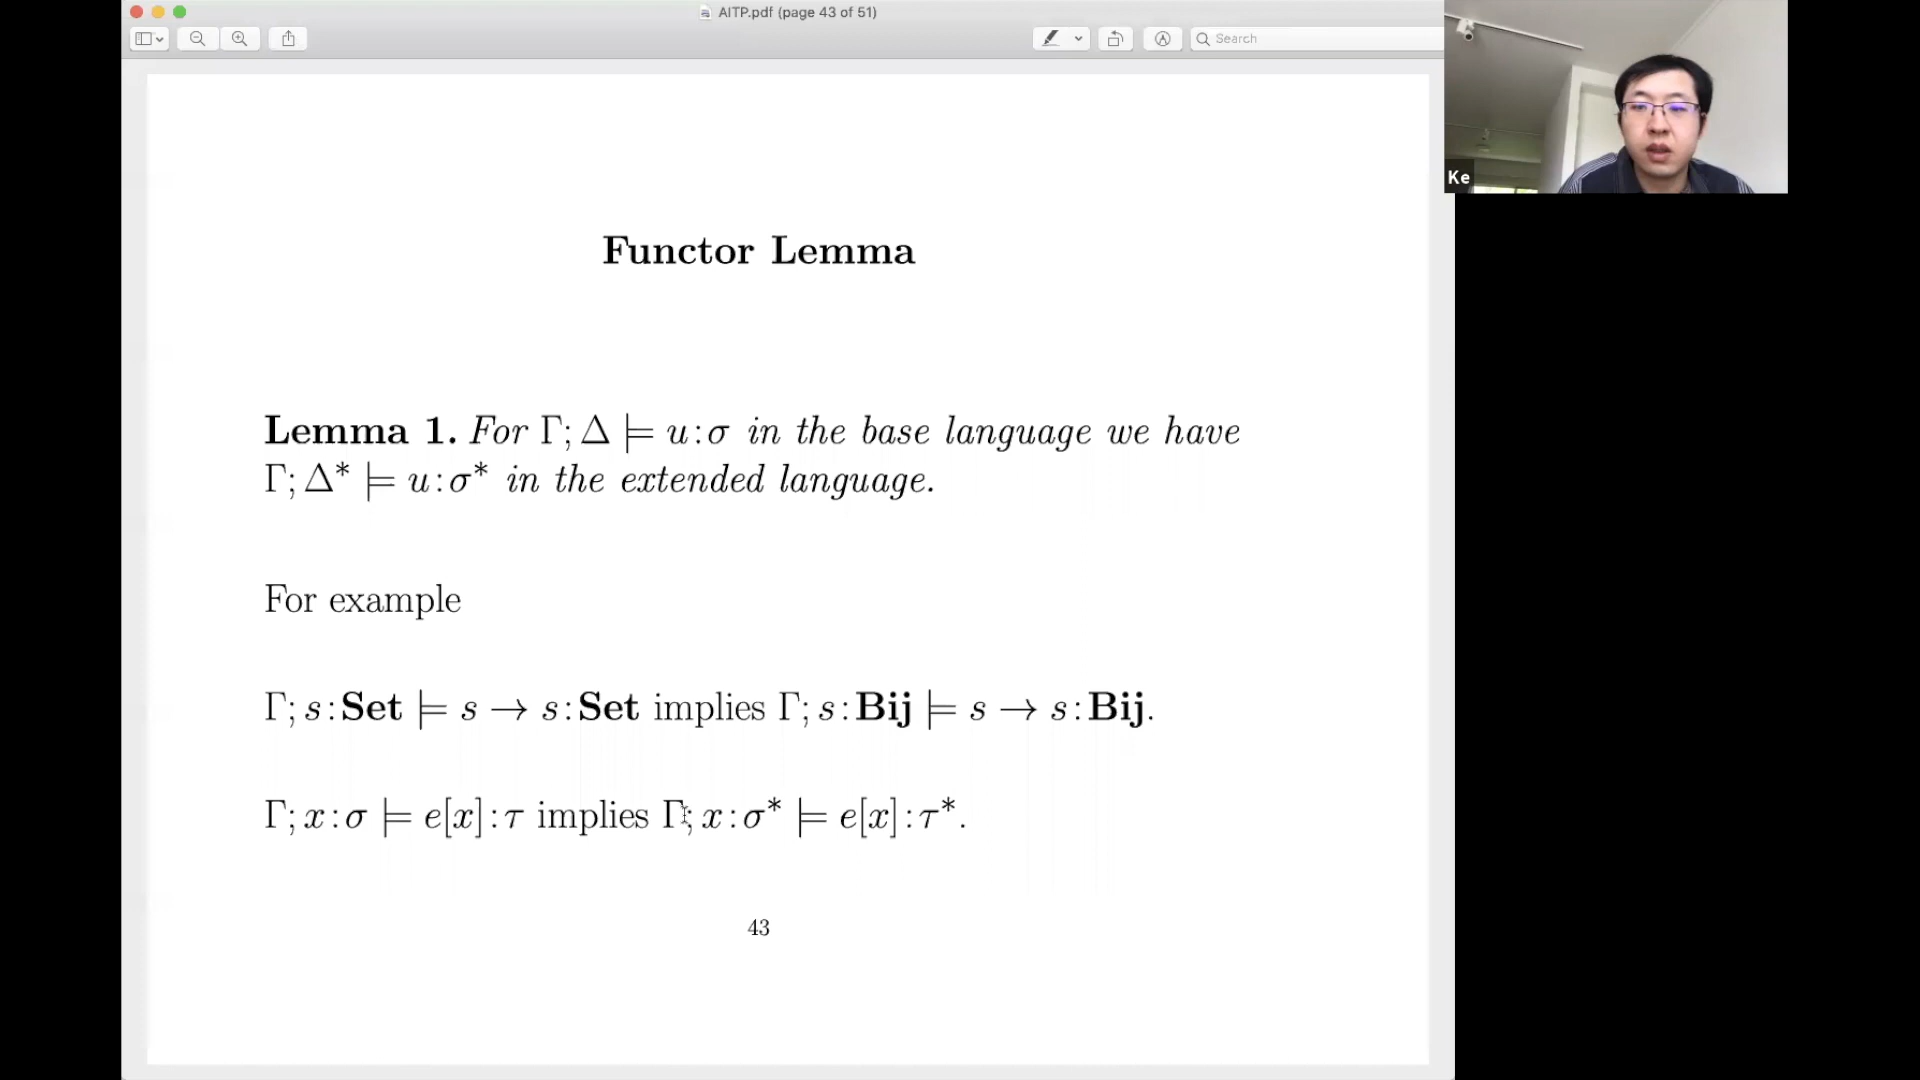 AITP.pdf (page 43 of 51)
Search
Ke
Functor Lemma
Lemma 1. For Γ; Δ ⊨ u : σ in the base language we have
Γ; Δ* ⊨ u : σ* in the extended language.
For example
Γ; s : Set ⊨ s → s : Set implies Γ; s : Bij ⊨ s → s : Bij.
Γ; x : σ ⊨ e[x] : τ implies Γ; x : σ* ⊨ e[x] : τ*.
43